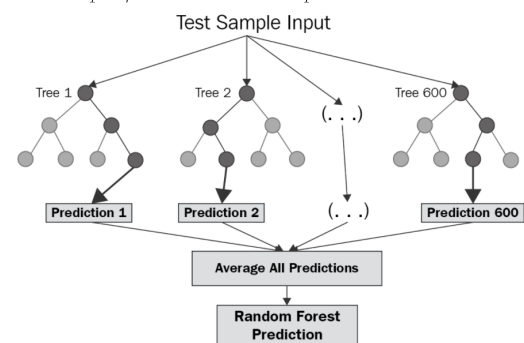 Test Sample Input
Tree 1
Tree 2
(. . .)
Tree 600
Prediction 1
Prediction 2
(. . .)
Prediction 600
Average All Predictions
Random Forest
Prediction